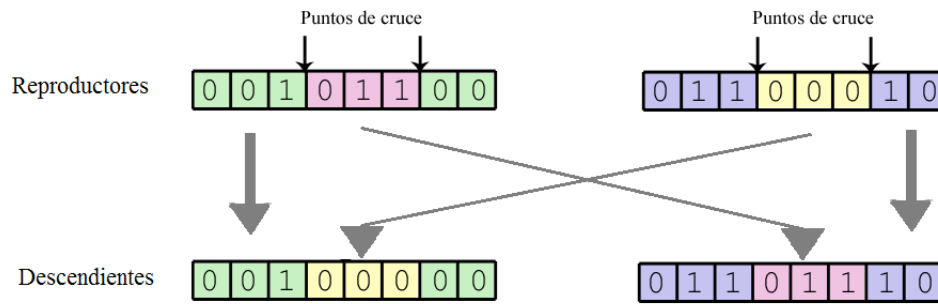 Puntos de cruce Puntos de cruce
Reproductores 0 0 1 0 1 1 0 0 0 1 1 0 0 0 1 0
Descendientes 0 0 1 0 0 0 0 0 0 1 1 0 1 1 1 0